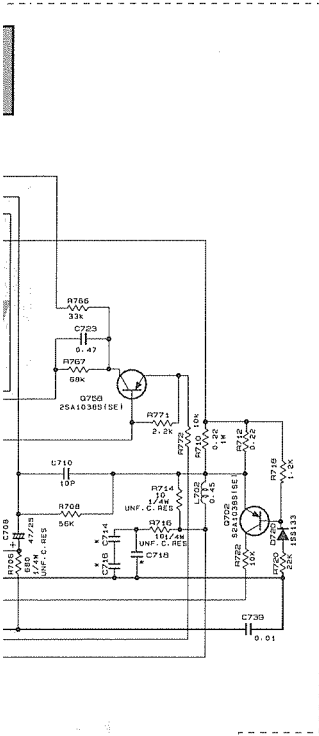 R766
33k
C723
0.47
R767
68k
Q758
2SA1038S(SE)
R771
2.2k
R772 10k
R710
0.22
1W
R712
0.22
R718
1.2K
C710
10P
R714
10
1/4W
UNF.C.RES
L702
0.45
Q702
S2A1038S(SE)
D720
1SS133
R708
56K
C708
47/25
R706
680
1/4W
UNF.C.RES
* C714
* C716
R716
10 1/4W
UNF.C.RES
C718
*
R722
10K
R720
22K
C739
0.01